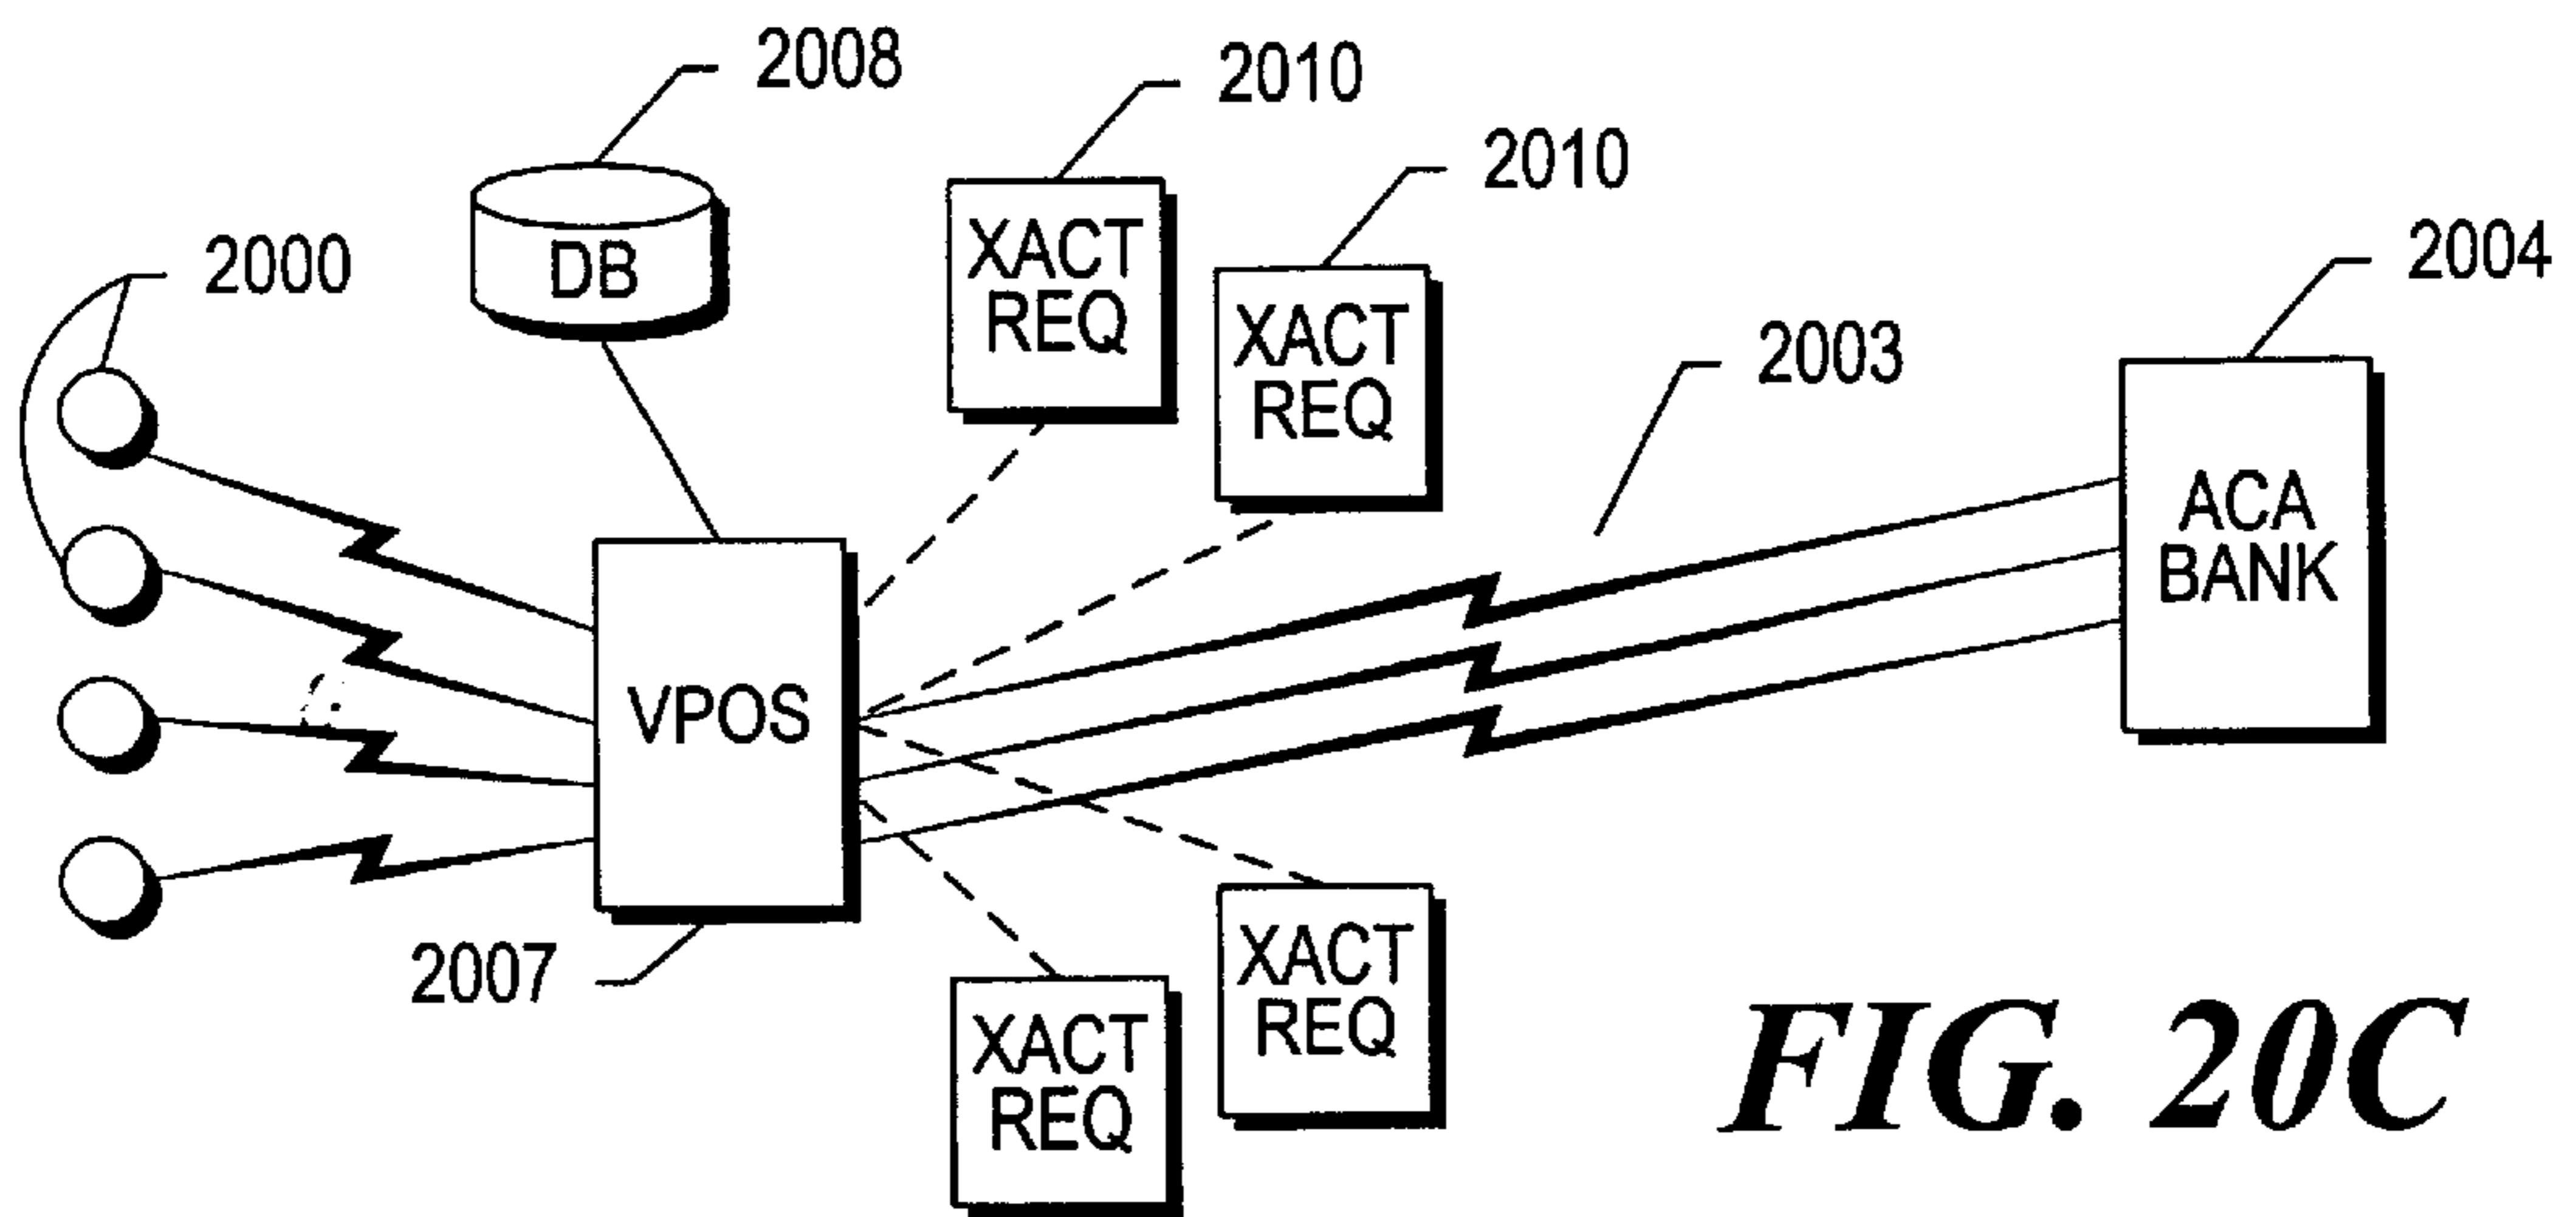 2008
2010
2010
2000
DB
XACT
REQ
XACT
REQ
2004
2003
ACA
BANK
VPOS
2007
XACT
REQ
XACT
REQ
FIG. 20C